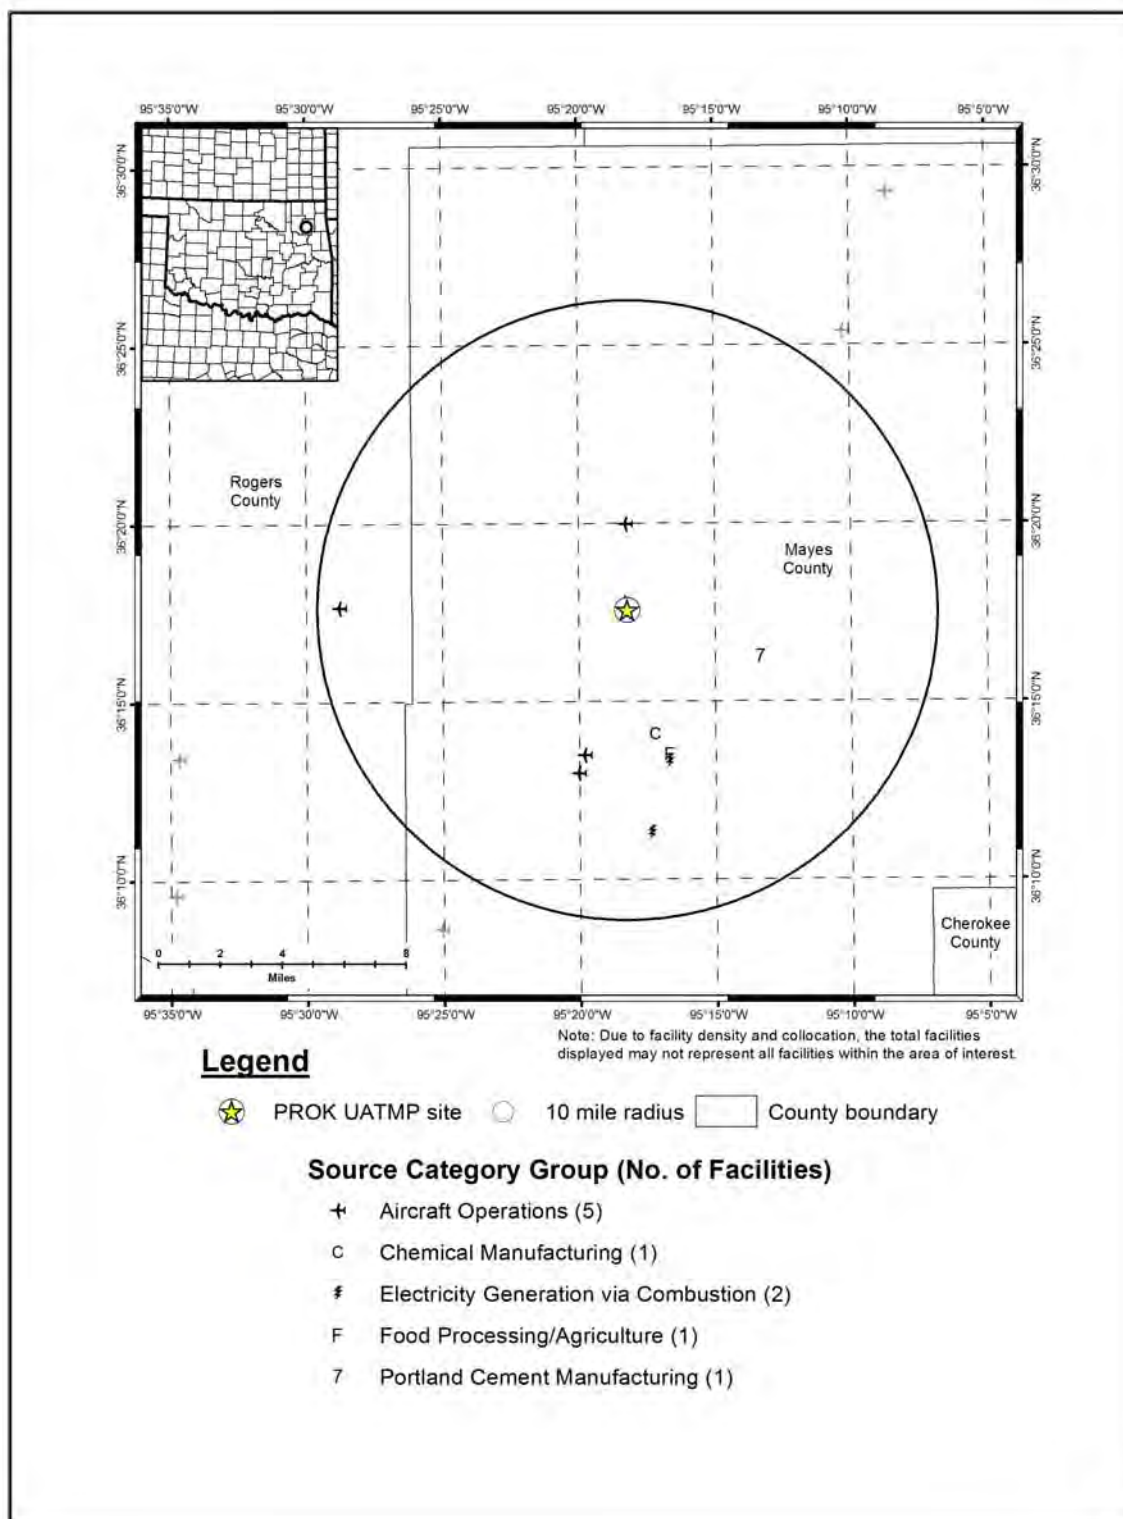 95°35'0"W 95°30'0"W 95°25'0"W 95°20'0"W 95°15'0"W 95°10'0"W 95°5'0"W
36°30'0"N 36°30'0"N
36°25'0"N 36°25'0"N
Rogers
County
36°20'0"N 36°20'0"N
Mayes
County
7
36°15'0"N 36°15'0"N
C
F
36°10'0"N 36°10'0"N
Cherokee
County
0 2 4 8
Miles
95°35'0"W 95°30'0"W 95°25'0"W 95°20'0"W 95°15'0"W 95°10'0"W 95°5'0"W
Note: Due to facility density and collocation, the total facilities
displayed may not represent all facilities within the area of interest.
Legend
PROK UATMP site 10 mile radius County boundary
Source Category Group (No. of Facilities)
Aircraft Operations (5)
C Chemical Manufacturing (1)
Electricity Generation via Combustion (2)
F Food Processing/Agriculture (1)
7 Portland Cement Manufacturing (1)